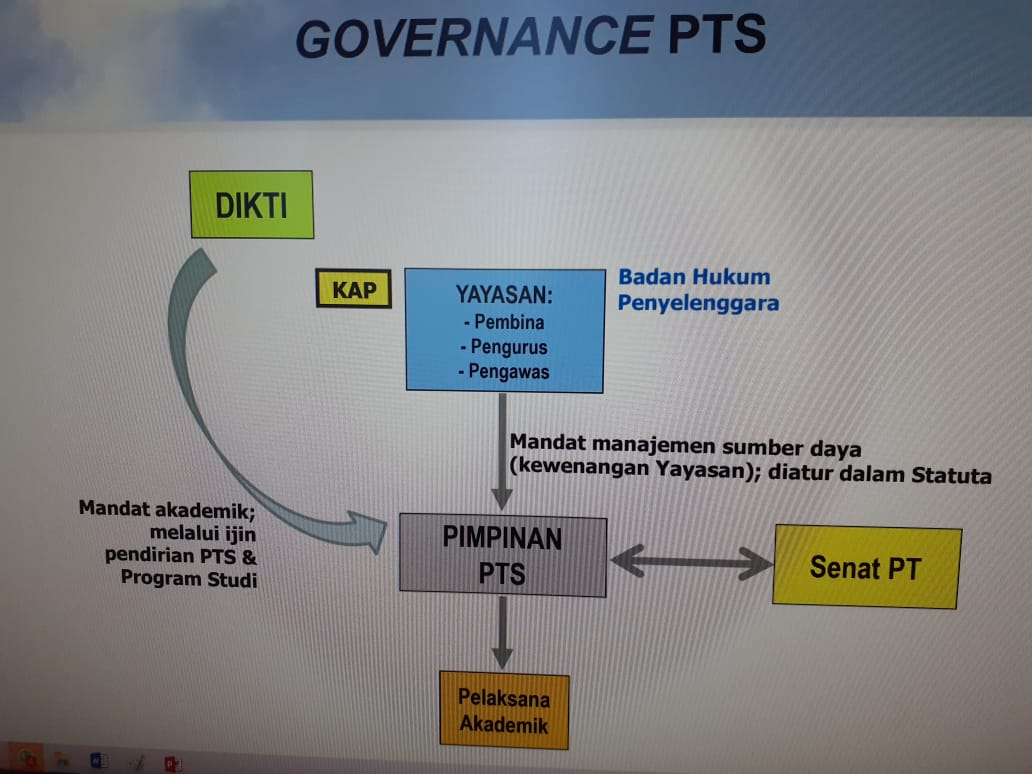 GOVERNANCE PTS
DIKTI
KAP
YAYASAN:
- Pembina
- Pengurus
- Pengawas
Badan Hukum
Penyelenggara
Mandat manajemen sumber daya
(kewenangan Yayasan); diatur dalam Statuta
Mandat akademik;
melalui ijin
pendirian PTS &
Program Studi
PIMPINAN
PTS
Senat PT
Pelaksana
Akademik